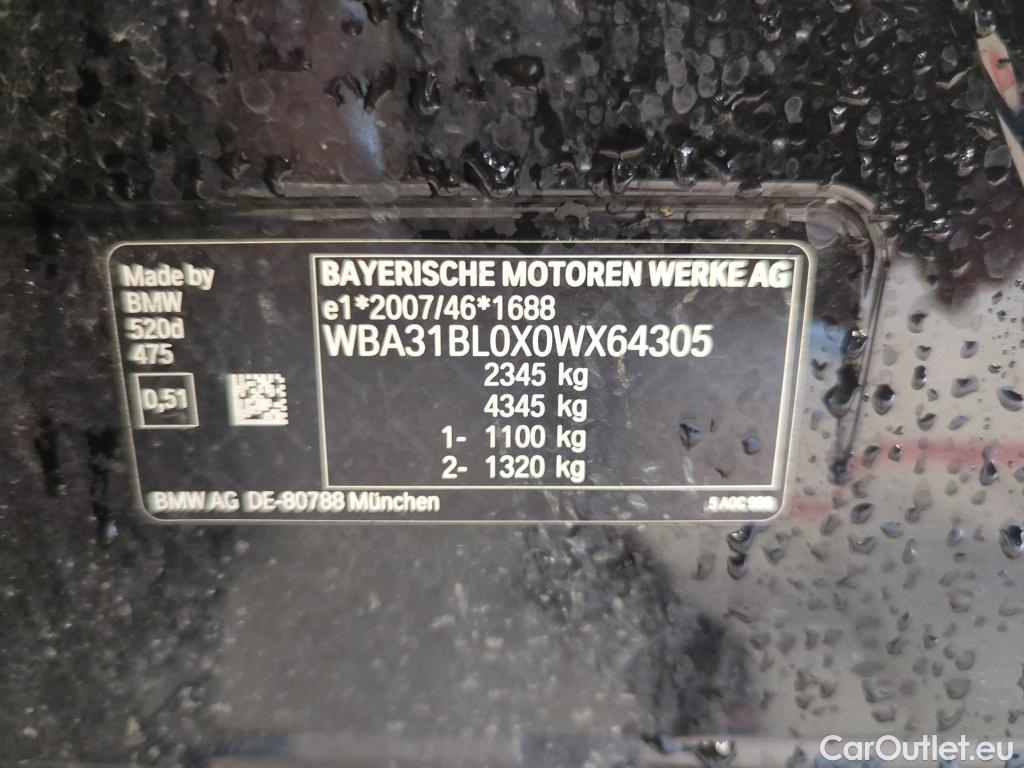 Made by
BMW
520d
475
0,51
BAYERISCHE MOTOREN WERKE AG
e1*2007/46*1688
WBA31BL0X0WX64305
2345 kg
4345 kg
1- 1100 kg
2- 1320 kg
BMW AG DE-80788 München
CarOutlet.eu